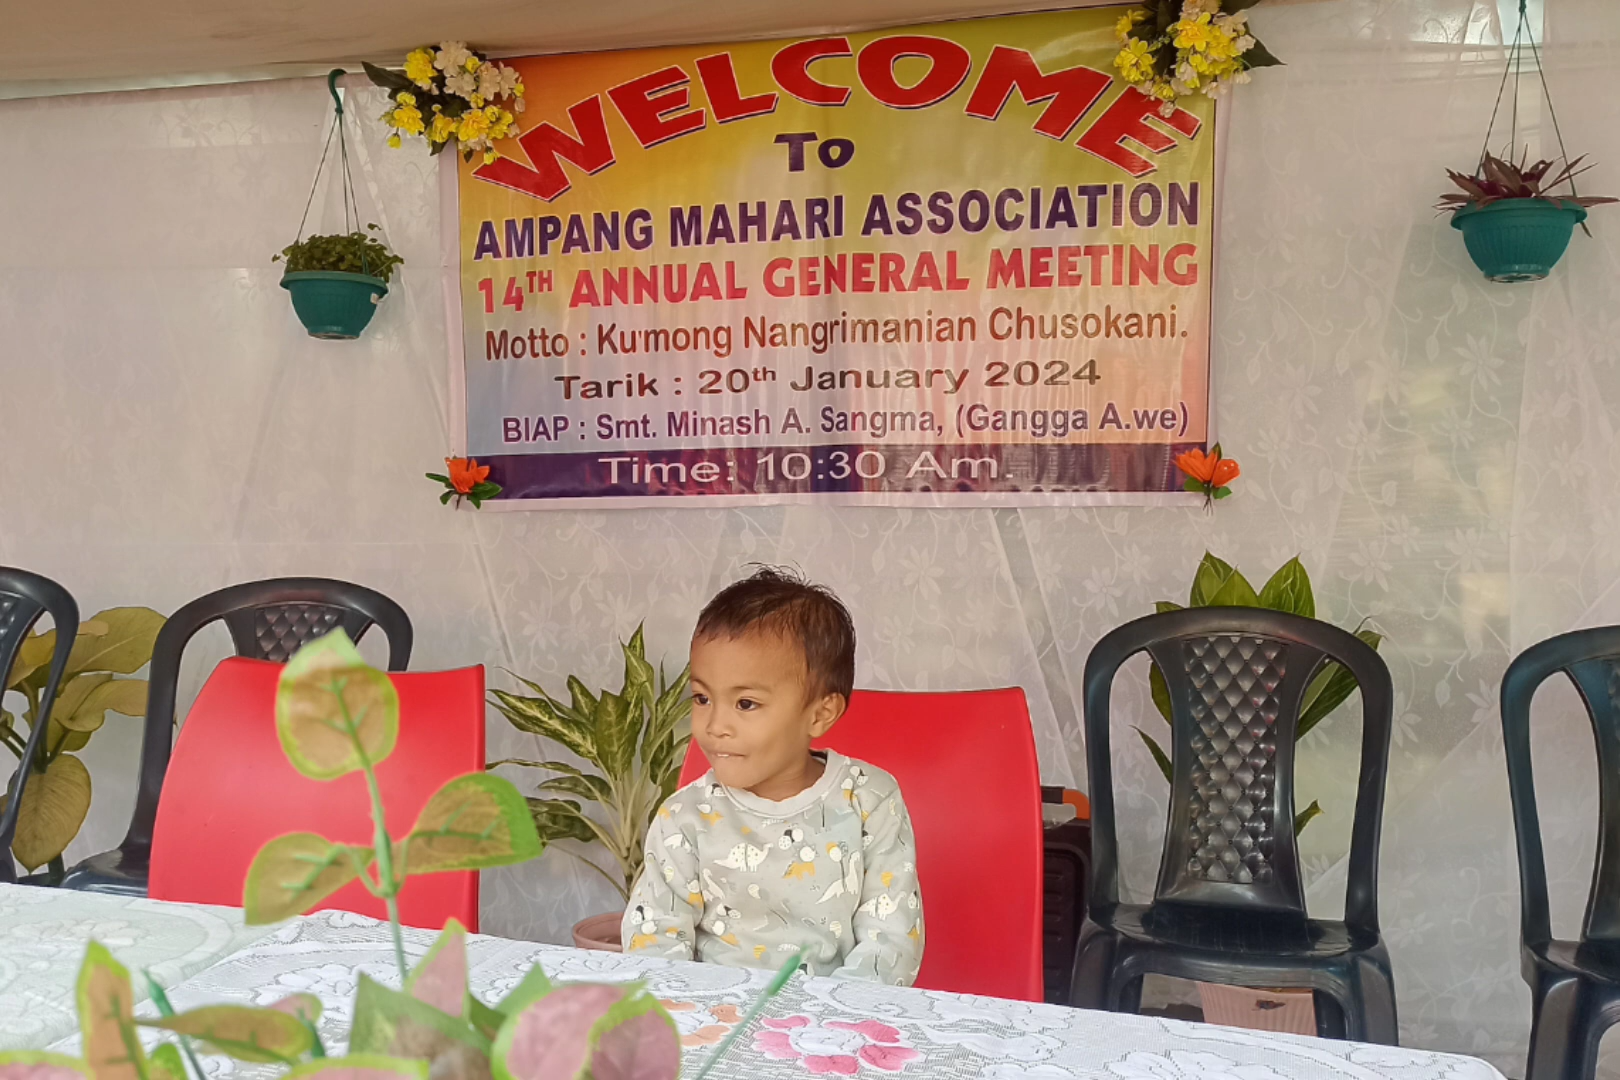 WELCOME
To
AMPANG MAHARI ASSOCIATION
14TH ANNUAL GENERAL MEETING
Motto : Ku'mong Nangrimanian Chusokani.
Tarik : 20th January 2024
BIAP : Smt. Minash A. Sangma, (Gangga A.we)
Time: 10:30 Am.